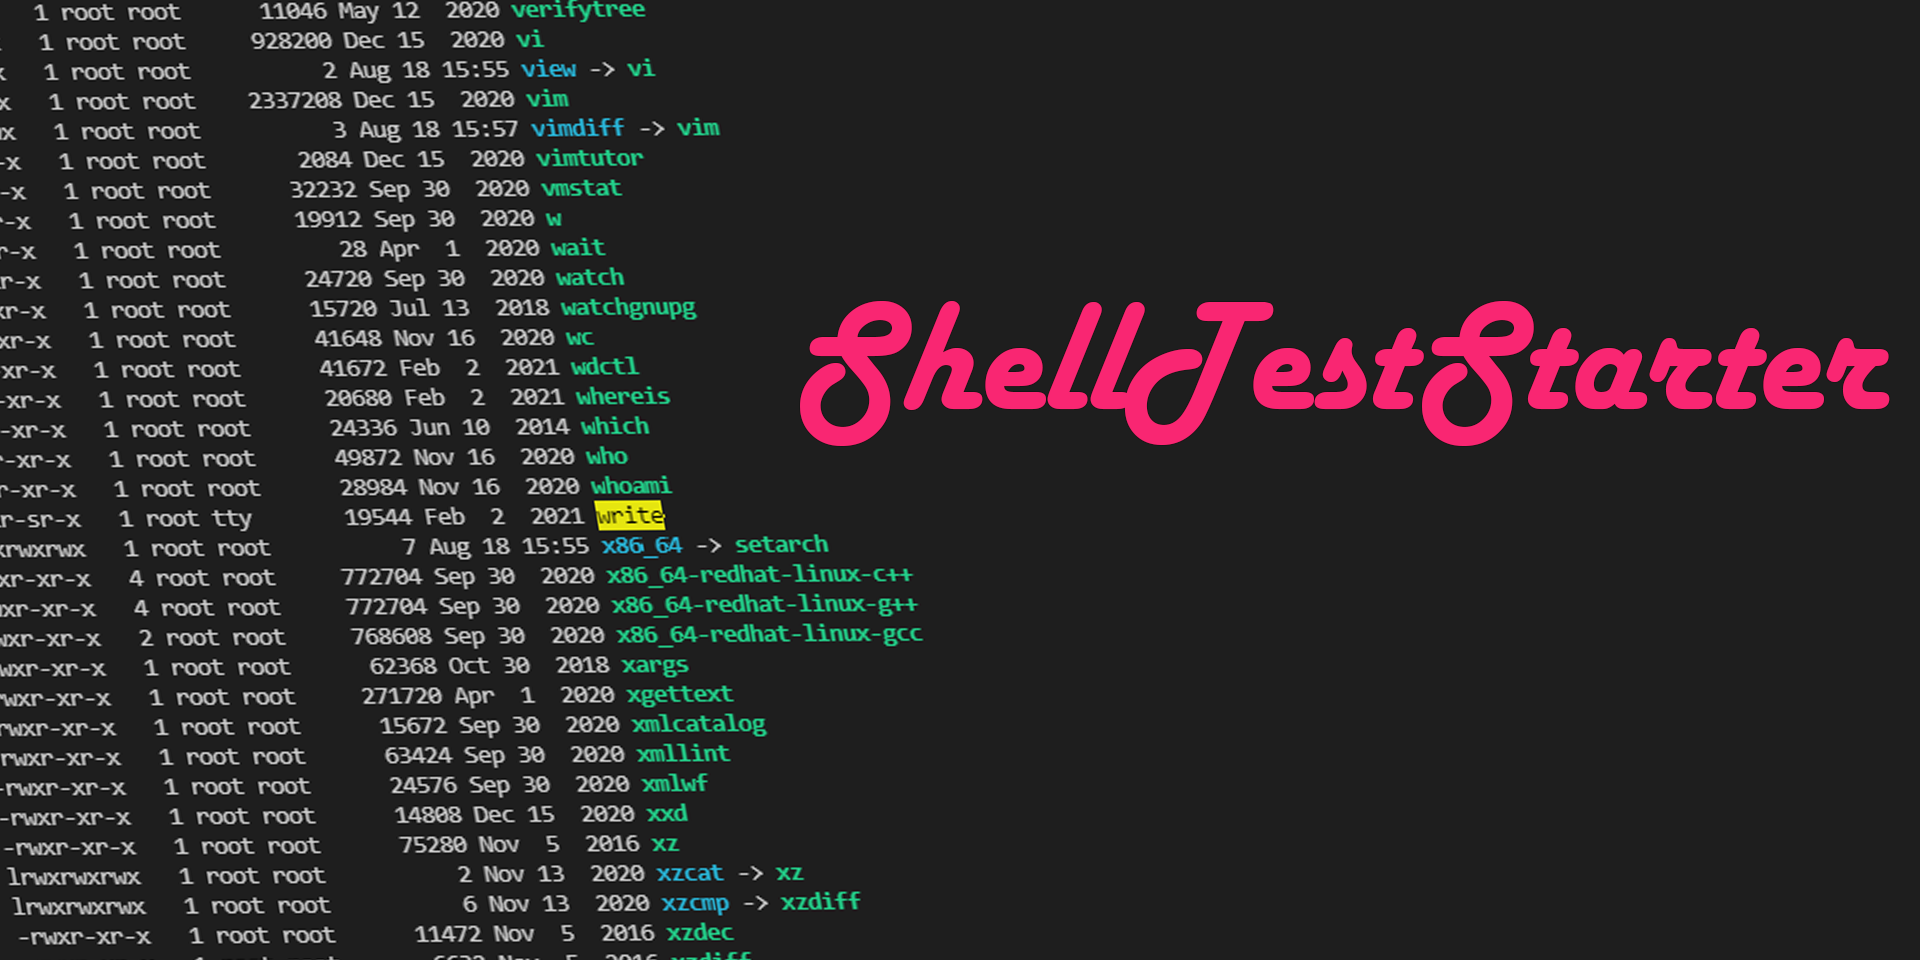 1 root root 11046 May 12 2020 verifytree
1 root root 928200 Dec 15 2020 vi
x 1 root root 2 Aug 18 15:55 view -> vi
x 1 root root 2337208 Dec 15 2020 vim
x 1 root root 3 Aug 18 15:57 vimdiff -> vim
-x 1 root root 2084 Dec 15 2020 vimtutor
-x 1 root root 32232 Sep 30 2020 vmstat
r-x 1 root root 19912 Sep 30 2020 w
r-x 1 root root 28 Apr 1 2020 wait
r-x 1 root root 24720 Sep 30 2020 watch
xr-x 1 root root 15720 Jul 13 2018 watchgnupg
xr-x 1 root root 41648 Nov 16 2020 wc
xr-x 1 root root 41672 Feb 2 2021 wdctl
-xr-x 1 root root 20680 Feb 2 2021 whereis
-xr-x 1 root root 24336 Jun 10 2014 which
r-xr-x 1 root root 49872 Nov 16 2020 who
r-xr-x 1 root root 28984 Nov 16 2020 whoami
r-sr-x 1 root tty 19544 Feb 2 2021 write
xrwxrwx 1 root root 7 Aug 18 15:55 x86_64 -> setarch
xr-xr-x 4 root root 772704 Sep 30 2020 x86_64-redhat-linux-c++
wxr-xr-x 4 root root 772704 Sep 30 2020 x86_64-redhat-linux-g++
wxr-xr-x 2 root root 768608 Sep 30 2020 x86_64-redhat-linux-gcc
wxr-xr-x 1 root root 62368 Oct 30 2018 xargs
rwxr-xr-x 1 root root 271720 Apr 1 2020 xgettext
rwxr-xr-x 1 root root 15672 Sep 30 2020 xmlcatalog
rwxr-xr-x 1 root root 63424 Sep 30 2020 xmllint
-rwxr-xr-x 1 root root 24576 Sep 30 2020 xmlwf
-rwxr-xr-x 1 root root 14808 Dec 15 2020 xxd
-rwxr-xr-x 1 root root 75280 Nov 5 2016 xz
lrwxrwxrwx 1 root root 2 Nov 13 2020 xzcat -> xz
lrwxrwxrwx 1 root root 6 Nov 13 2020 xzcmp -> xzdiff
-rwxr-xr-x 1 root root 11472 Nov 5 2016 xzdec
ShellTestStarter